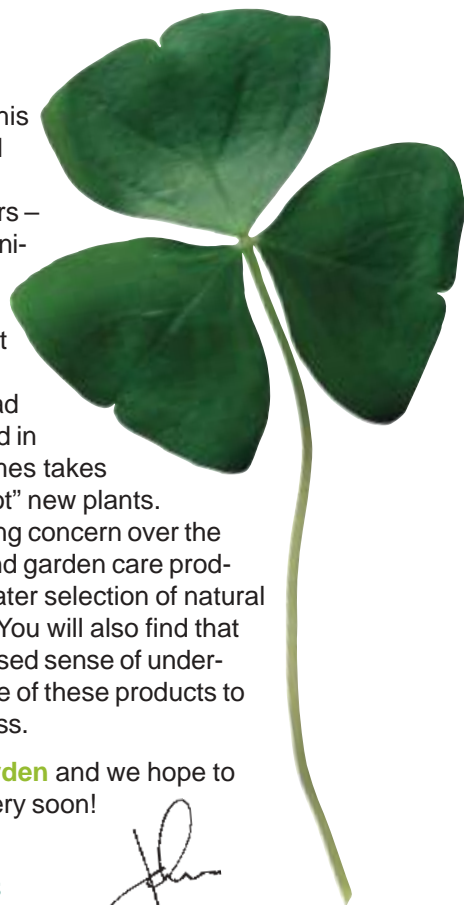 his
rs –
ni-
t
ad
d in
nes takes
ot” new plants.
ng concern over the
nd garden care prod-
ater selection of natural
You will also find that
sed sense of under-
e of these products to
ss.
rden and we hope to
ery soon!